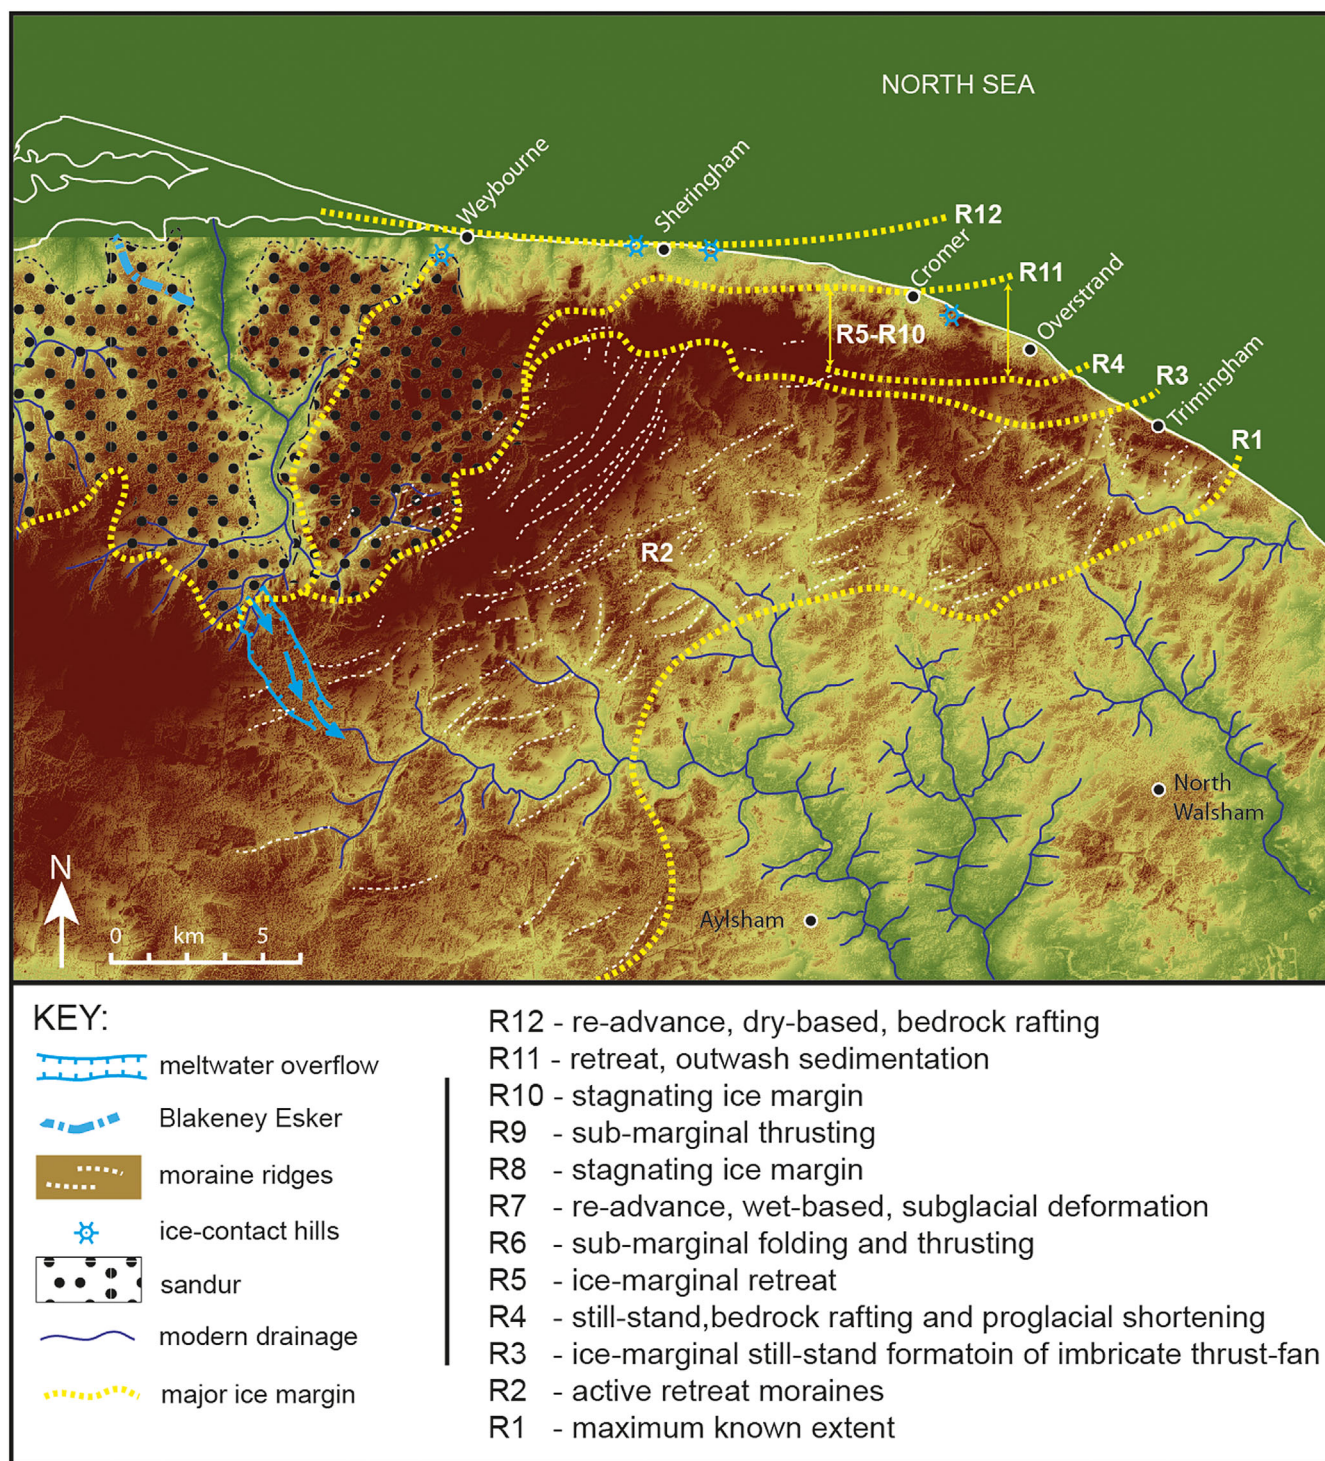 NORTH SEA
Weybourne
Sheringham
Cromer
Overstrand
Trimingham
R12
R11
R5-R10
R4
R3
R1
R2
North
Walsham
Aylsham
N
0 km 5
KEY:
meltwater overflow
Blakeney Esker
moraine ridges
ice-contact hills
sandur
modern drainage
major ice margin
R12 - re-advance, dry-based, bedrock rafting
R11 - retreat, outwash sedimentation
R10 - stagnating ice margin
R9 - sub-marginal thrusting
R8 - stagnating ice margin
R7 - re-advance, wet-based, subglacial deformation
R6 - sub-marginal folding and thrusting
R5 - ice-marginal retreat
R4 - still-stand,bedrock rafting and proglacial shortening
R3 - ice-marginal still-stand formatoin of imbricate thrust-fan
R2 - active retreat moraines
R1 - maximum known extent